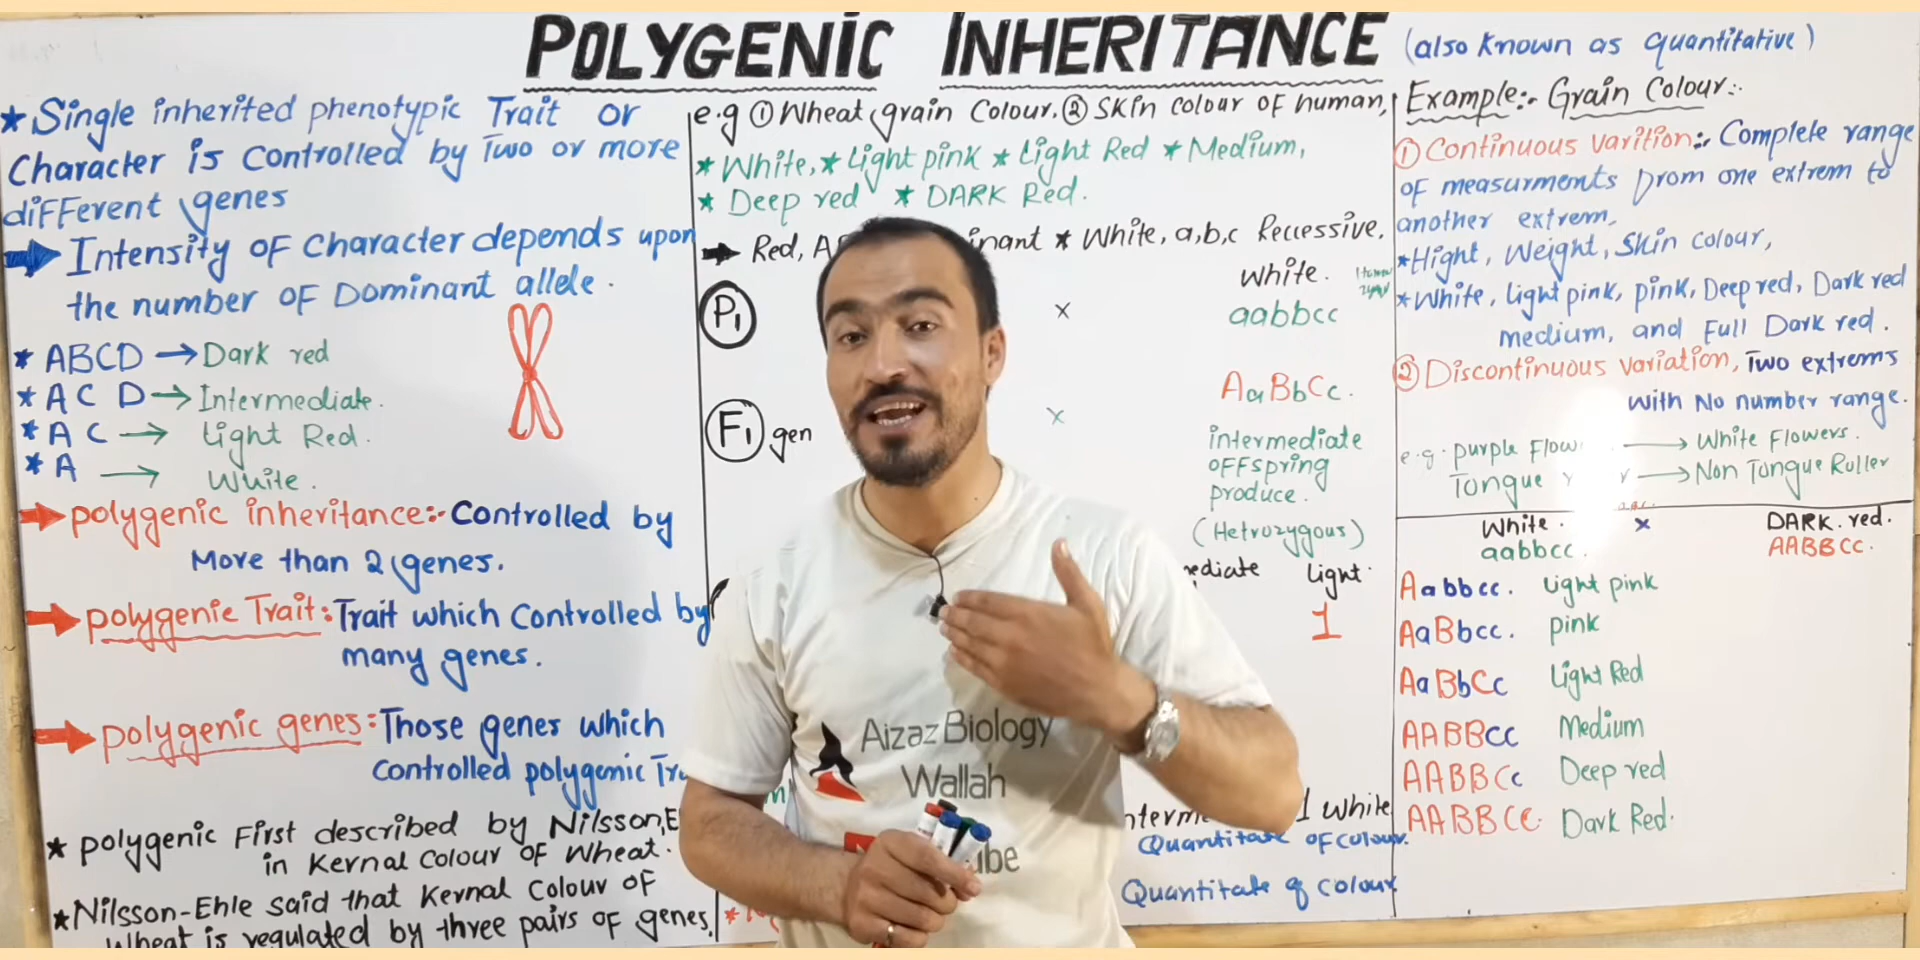 POLYGENIC INHERITANCE (also known as quantitative)
★ Single inherited phenotypic Trait or
Character is Controlled by Two or more
different genes
Intensity of Character depends upon
the number of Dominant allele.
★ ABCD → Dark red
★ A C D → Intermediate.
★ A C → Light Red.
★ A → White.
polygenic inheritance:- Controlled by
More than 2 genes.
polygenic Trait: Trait which Controlled by
many genes.
polygenic genes: Those genes which
Controlled polygenic Tr
★ polygenic First described by Nilsson, E
in Kernal Colour of Wheat.
★ Nilsson-Ehle said that Kernal Colour of
Wheat is regulated by three pairs of genes.
e.g ① Wheat grain Colour. ② Skin colour of human,
★ White, ★ Light pink ★ Light Red ★ Medium,
★ Deep red ★ DARK Red.
→ Red, A inant ★ White, a,b,c Reccessive.
White.
P1 × aabbcc
AaBbCc.
F1 gen ×
intermediate
offspring
produce.
(Hetrozygous)
ediate Light
1
nterm 1 White
Quantitate of colour.
Quantitate of colour
Example:- Grain Colour:-
① Continuous varition:- Complete range
of measurments from one extrem to
another extrem.
★ Hight, Weight, Skin colour,
★ White, light pink, pink, Deep red, Dark red
medium, and Full Dark red.
② Discontinuous variation, Two extrems
with No number range.
e.g. purple Flow → White Flowers.
Tongue r → Non Tongue Ruller
White. × DARK. red.
aabbcc. AABBCC.
Aabbcc. Light pink
AaBbcc. pink
AaBbCc Light Red
AABBcc Medium
AABBCc Deep red
AABBCC. Dark Red.
Aizaz Biology
Wallah
ube